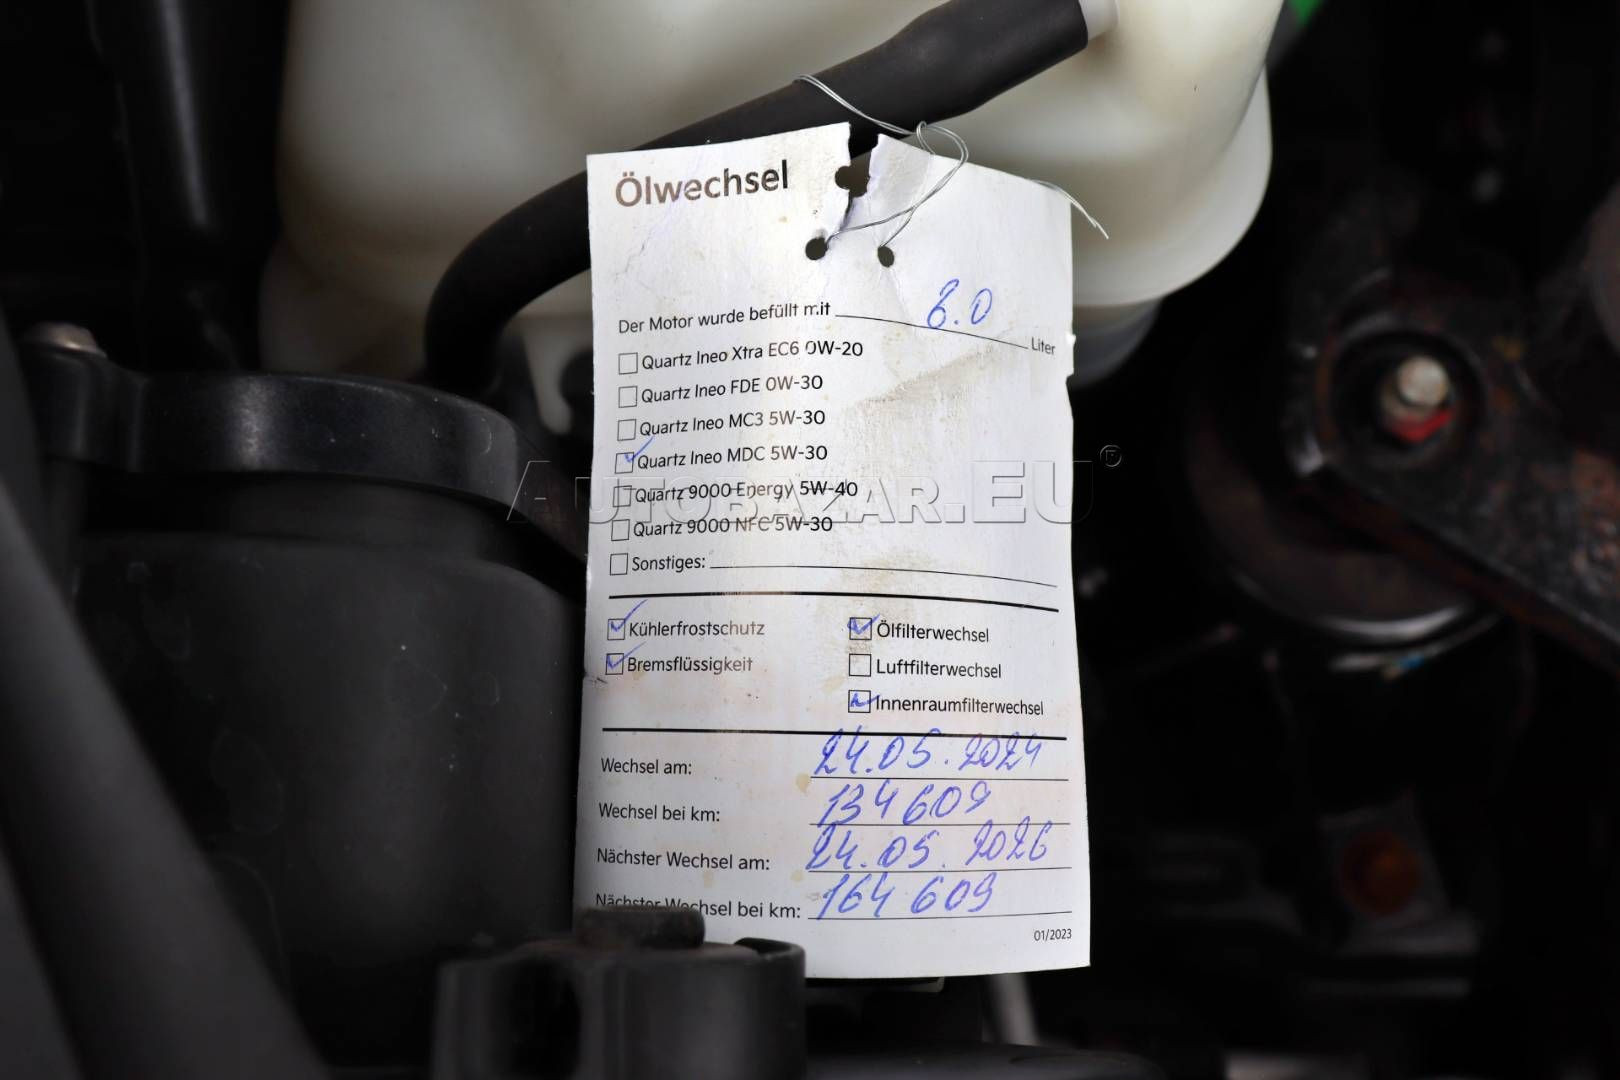 Ölwechsel
Der Motor wurde befüllt mit 6.0 Liter
Quartz Ineo Xtra EC6 0W-20
Quartz Ineo FDE 0W-30
Quartz Ineo MC3 5W-30
Quartz Ineo MDC 5W-30
AUTOBAZAR.EU®
Quartz 9000 Energy 5W-40
Quartz 9000 NFC 5W-30
Sonstiges:
Kühlerfrostschutz Ölfilterwechsel
Bremsflüssigkeit Luftfilterwechsel
Innenraumfilterwechsel
Wechsel am: 24.05.2024
Wechsel bei km: 134609
Nächster Wechsel am: 24.05.2026
Nächster Wechsel bei km: 164 609
01/2023